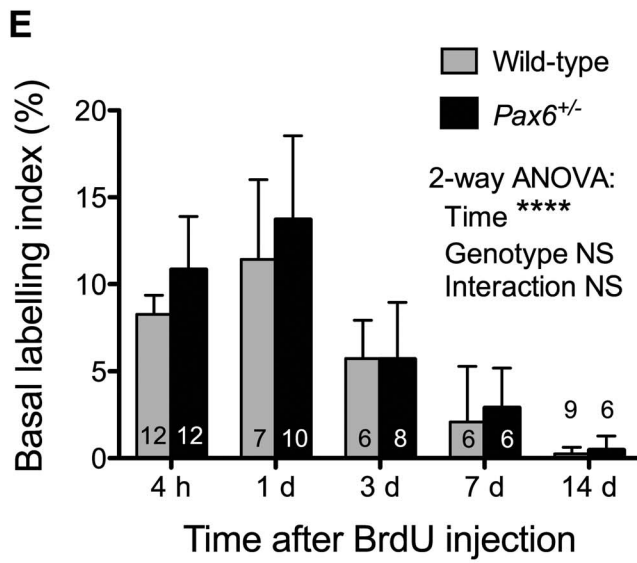 E
Wild-type
Pax6+/-
2-way ANOVA:
Time ****
Genotype NS
Interaction NS
Basal labelling index (%)
20
15
10
5
0
12 12 7 10 6 8 6 6 9 6
4 h 1 d 3 d 7 d 14 d
Time after BrdU injection